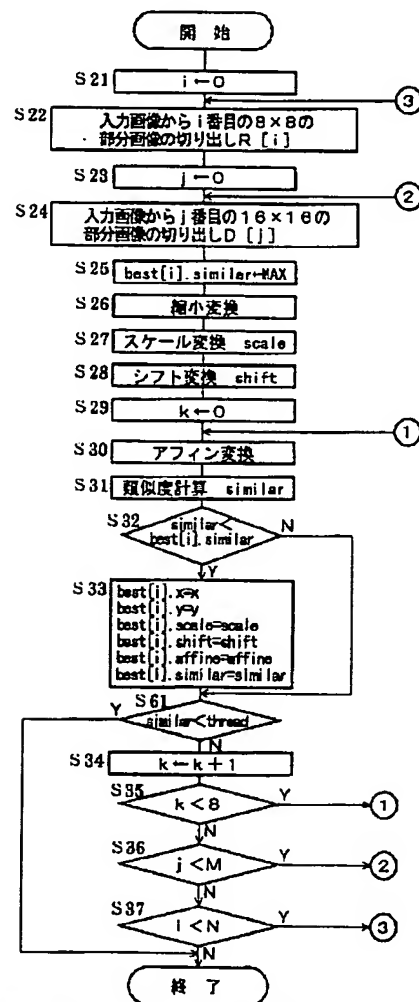 開始
S21
i←0
③
S22
入力画像からi番目の8×8の
部分画像の切り出しR [i]
S23
j←0
②
S24
入力画像からj番目の16×16の
部分画像の切り出しD [j]
S25
best[i].similar←MAX
S26
縮小変換
S27
スケール変換 scale
S28
シフト変換 shift
S29
k←0
①
S30
アフィン変換
S31
類似度計算 similar
S32
similar<
best[i].similar
N
Y
S33
best[i].x=x
best[i].y=y
best[i].scale=scale
best[i].shift=shift
best[i].affine=affine
best[i].similar=similar
S61
Y
similar<thread
N
S34
k←k+1
S35
k<8
Y
①
N
S36
j<M
Y
②
N
S37
i<N
Y
③
N
終了